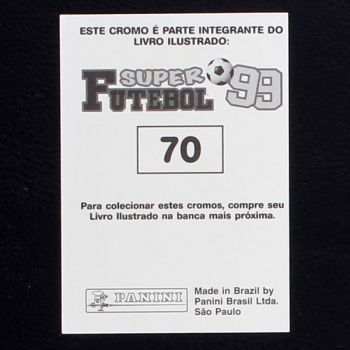 ESTE CROMO É PARTE INTEGRANTE DO
LIVRO ILUSTRADO:
SUPER
FUTEBOL 99
70
Para colecionar estes cromos, compre seu
Livro Ilustrado na banca mais próxima.
PANINI
Made in Brazil by
Panini Brasil Ltda.
São Paulo